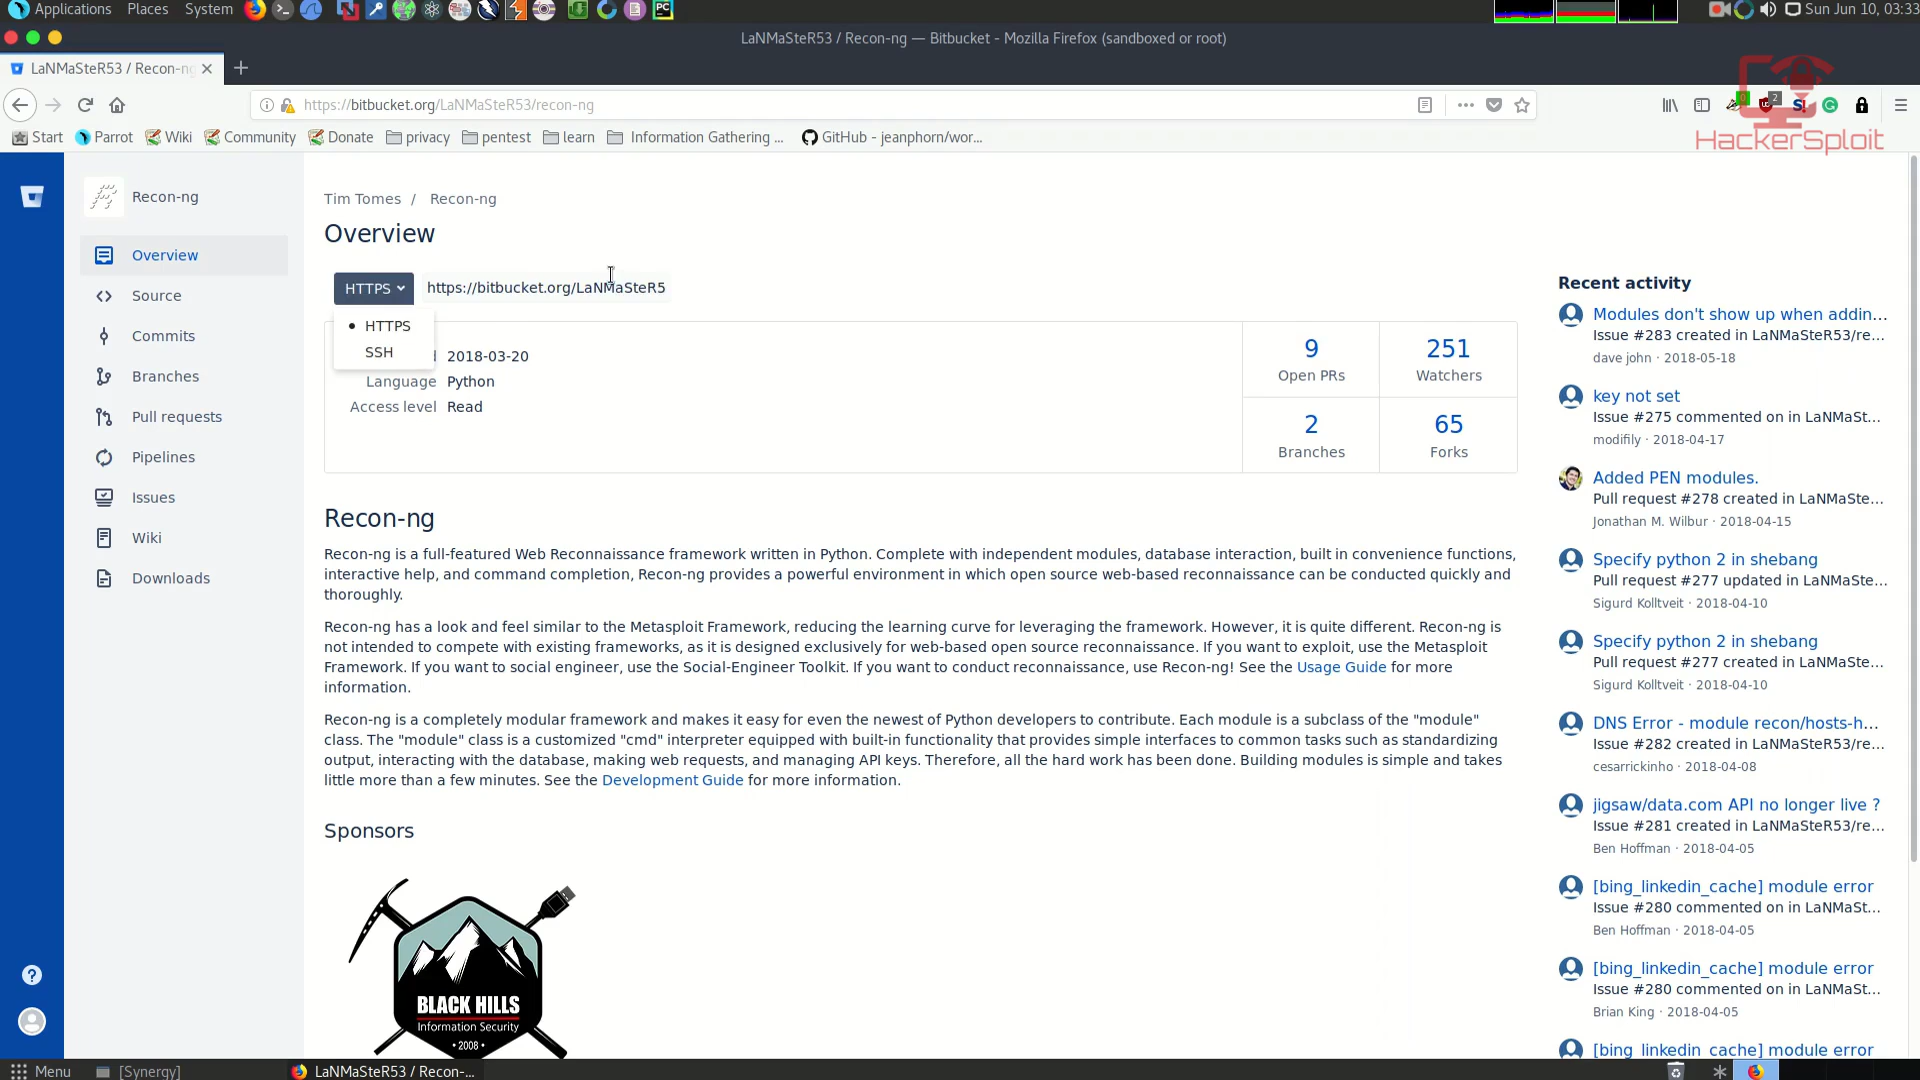 Applications Places System
Sun Jun 10, 03:33
LaNMaSteR53 / Recon-ng — Bitbucket - Mozilla Firefox (sandboxed or root)
LaNMaSteR53 / Recon-ng
https://bitbucket.org/LaNMaSteR53/recon-ng
0
2
Start Parrot Wiki Community Donate privacy pentest learn Information Gathering ... GitHub - jeanphorn/wor...
HackerSploit
Recon-ng
Overview
Source
Commits
Branches
Pull requests
Pipelines
Issues
Wiki
Downloads
Tim Tomes / Recon-ng
Overview
HTTPS https://bitbucket.org/LaNMaSteR5
HTTPS
SSH
2018-03-20
Language Python
Access level Read
9
Open PRs
251
Watchers
2
Branches
65
Forks
Recon-ng
Recon-ng is a full-featured Web Reconnaissance framework written in Python. Complete with independent modules, database interaction, built in convenience functions,
interactive help, and command completion, Recon-ng provides a powerful environment in which open source web-based reconnaissance can be conducted quickly and
thoroughly.
Recon-ng has a look and feel similar to the Metasploit Framework, reducing the learning curve for leveraging the framework. However, it is quite different. Recon-ng is
not intended to compete with existing frameworks, as it is designed exclusively for web-based open source reconnaissance. If you want to exploit, use the Metasploit
Framework. If you want to social engineer, use the Social-Engineer Toolkit. If you want to conduct reconnaissance, use Recon-ng! See the Usage Guide for more
information.
Recon-ng is a completely modular framework and makes it easy for even the newest of Python developers to contribute. Each module is a subclass of the "module"
class. The "module" class is a customized "cmd" interpreter equipped with built-in functionality that provides simple interfaces to common tasks such as standardizing
output, interacting with the database, making web requests, and managing API keys. Therefore, all the hard work has been done. Building modules is simple and takes
little more than a few minutes. See the Development Guide for more information.
Sponsors
BLACK HILLS
Information Security
• 2008 •
Recent activity
Modules don't show up when addin...
Issue #283 created in LaNMaSteR53/re...
dave john · 2018-05-18
key not set
Issue #275 commented on in LaNMaSt...
modifily · 2018-04-17
Added PEN modules.
Pull request #278 created in LaNMaSte...
Jonathan M. Wilbur · 2018-04-15
Specify python 2 in shebang
Pull request #277 updated in LaNMaSte...
Sigurd Kolltveit · 2018-04-10
Specify python 2 in shebang
Pull request #277 created in LaNMaSte...
Sigurd Kolltveit · 2018-04-10
DNS Error - module recon/hosts-h...
Issue #282 created in LaNMaSteR53/re...
cesarrickinho · 2018-04-08
jigsaw/data.com API no longer live ?
Issue #281 created in LaNMaSteR53/re...
Ben Hoffman · 2018-04-05
[bing_linkedin_cache] module error
Issue #280 commented on in LaNMaSt...
Ben Hoffman · 2018-04-05
[bing_linkedin_cache] module error
Issue #280 commented on in LaNMaSt...
Brian King · 2018-04-05
[bing_linkedin_cache] module error
Menu [Synergy] LaNMaSteR53 / Recon-...